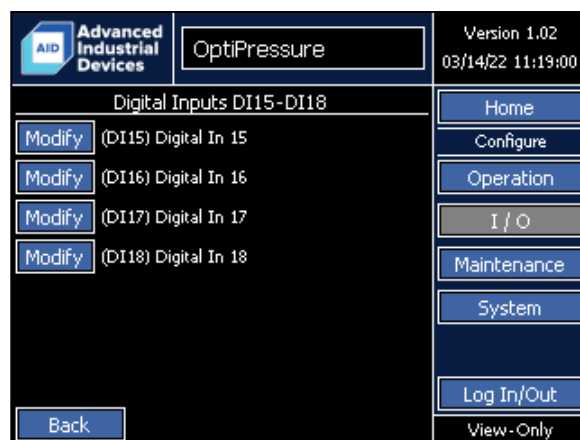 AID
Advanced
Industrial
Devices
OptiPressure
Version 1.02
03/14/22 11:19:00
Digital Inputs DI15-DI18
Modify (DI15) Digital In 15
Modify (DI16) Digital In 16
Modify (DI17) Digital In 17
Modify (DI18) Digital In 18
Back
Home
Configure
Operation
I/O
Maintenance
System
Log In/Out
View-Only